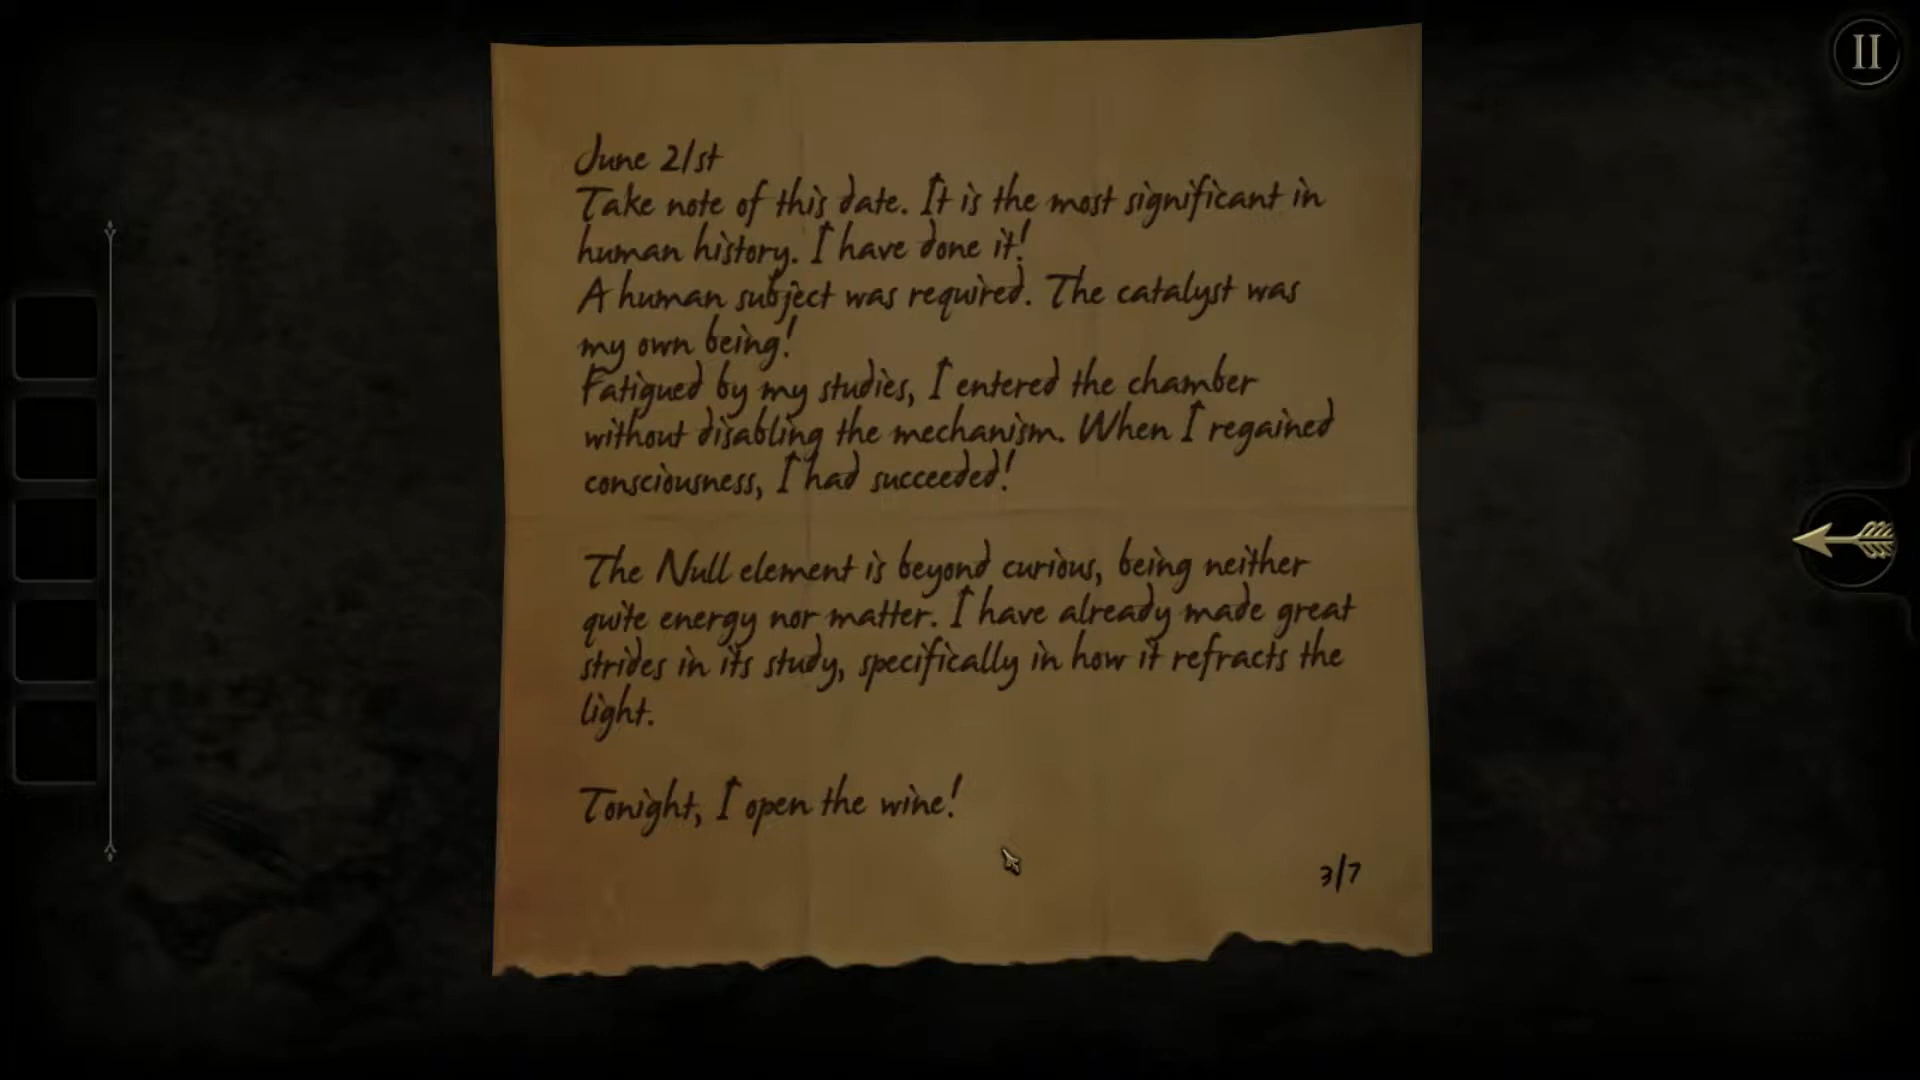 June 21st
Take note of this date. It is the most significant in
human history. I have done it!
A human subject was required. The catalyst was
my own being!
Fatigued by my studies, I entered the chamber
without disabling the mechanism. When I regained
consciousness, I had succeeded!
The Null element is beyond curious, being neither
quite energy nor matter. I have already made great
strides in its study, specifically in how it refracts the
light.
Tonight, I open the wine!
3/7